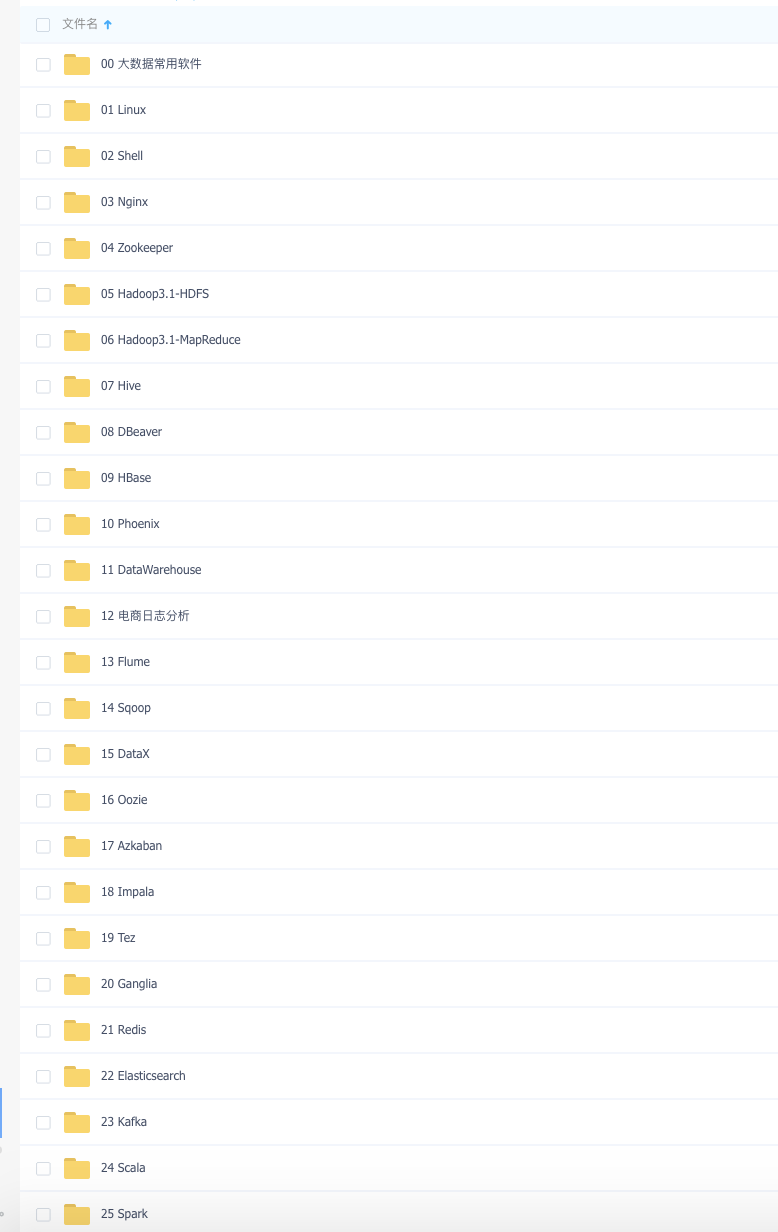 文件名
00 大数据常用软件
01 Linux
02 Shell
03 Nginx
04 Zookeeper
05 Hadoop3.1-HDFS
06 Hadoop3.1-MapReduce
07 Hive
08 DBeaver
09 HBase
10 Phoenix
11 DataWarehouse
12 电商日志分析
13 Flume
14 Sqoop
15 DataX
16 Oozie
17 Azkaban
18 Impala
19 Tez
20 Ganglia
21 Redis
22 Elasticsearch
23 Kafka
24 Scala
25 Spark